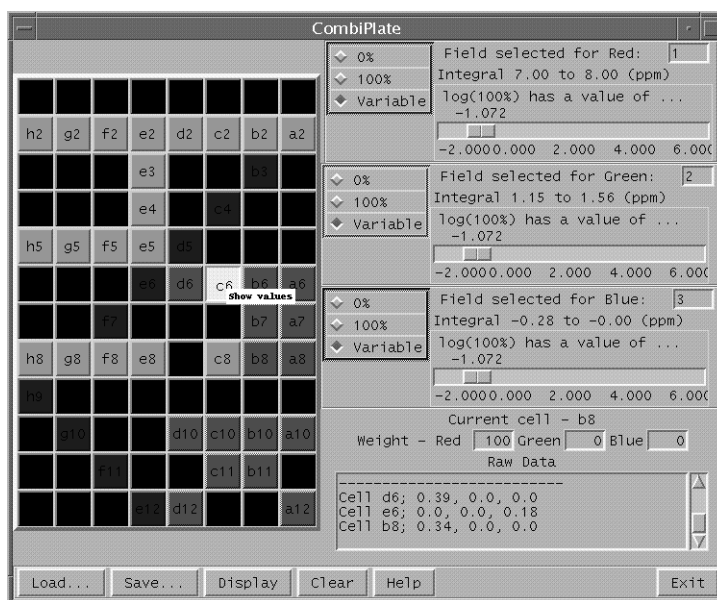 CombiPlate
0%
100%
Variable
Field selected for Red: 1
Integral 7.00 to 8.00 (ppm)
log(100%) has a value of ...
-1.072
-2.0000.000 2.000 4.000 6.000
0%
100%
Variable
Field selected for Green: 2
Integral 1.15 to 1.56 (ppm)
log(100%) has a value of ...
-1.072
-2.0000.000 2.000 4.000 6.000
0%
100%
Variable
Field selected for Blue: 3
Integral -0.28 to -0.00 (ppm)
log(100%) has a value of ...
-1.072
-2.0000.000 2.000 4.000 6.000
h2 g2 f2 e2 d2 c2 b2 a2
e3 b3
e4 c4
h5 g5 f5 e5 d5
e6 d6 c6 b6 a6
Show values
f7 b7 a7
h8 g8 f8 e8 c8 b8 a8
h9
g10 d10 c10 b10 a10
f11 c11 b11
e12 d12 a12
Current cell - b8
Weight - Red 100 Green 0 Blue 0
Raw Data
--------------------------
Cell d6; 0.39, 0.0, 0.0
Cell e6; 0.0, 0.0, 0.18
Cell b8; 0.34, 0.0, 0.0
Load... Save... Display Clear Help Exit